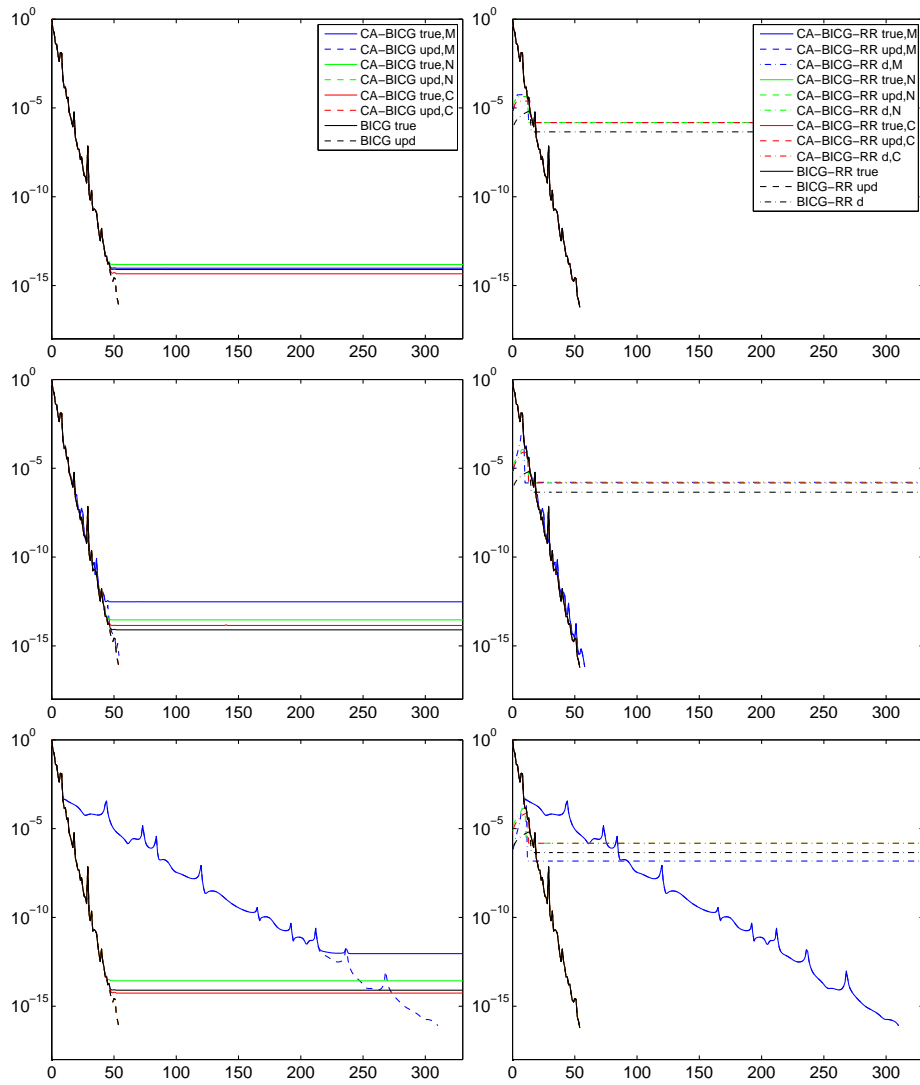 10^0
10^-5
10^-10
10^-15
0 50 100 150 200 250 300
CA−BICG true,M
CA−BICG upd,M
CA−BICG true,N
CA−BICG upd,N
CA−BICG true,C
CA−BICG upd,C
BICG true
BICG upd
10^0
10^-5
10^-10
10^-15
0 50 100 150 200 250 300
CA−BICG−RR true,M
CA−BICG−RR upd,M
CA−BICG−RR d,M
CA−BICG−RR true,N
CA−BICG−RR upd,N
CA−BICG−RR d,N
CA−BICG−RR true,C
CA−BICG−RR upd,C
CA−BICG−RR d,C
BICG−RR true
BICG−RR upd
BICG−RR d
10^0
10^-5
10^-10
10^-15
0 50 100 150 200 250 300
10^0
10^-5
10^-10
10^-15
0 50 100 150 200 250 300
10^0
10^-5
10^-10
10^-15
0 50 100 150 200 250 300
10^0
10^-5
10^-10
10^-15
0 50 100 150 200 250 300